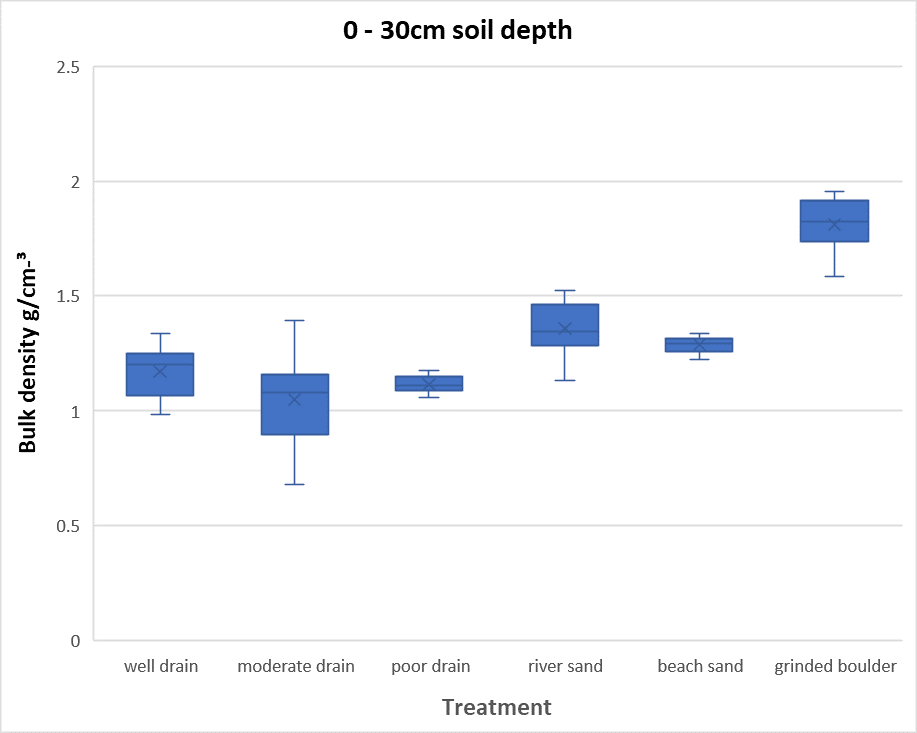 0 - 30cm soil depth
2.5
2
1.5
1
0.5
0
Bulk density g/cm-³
well drain moderate drain poor drain river sand beach sand grinded boulder
Treatment